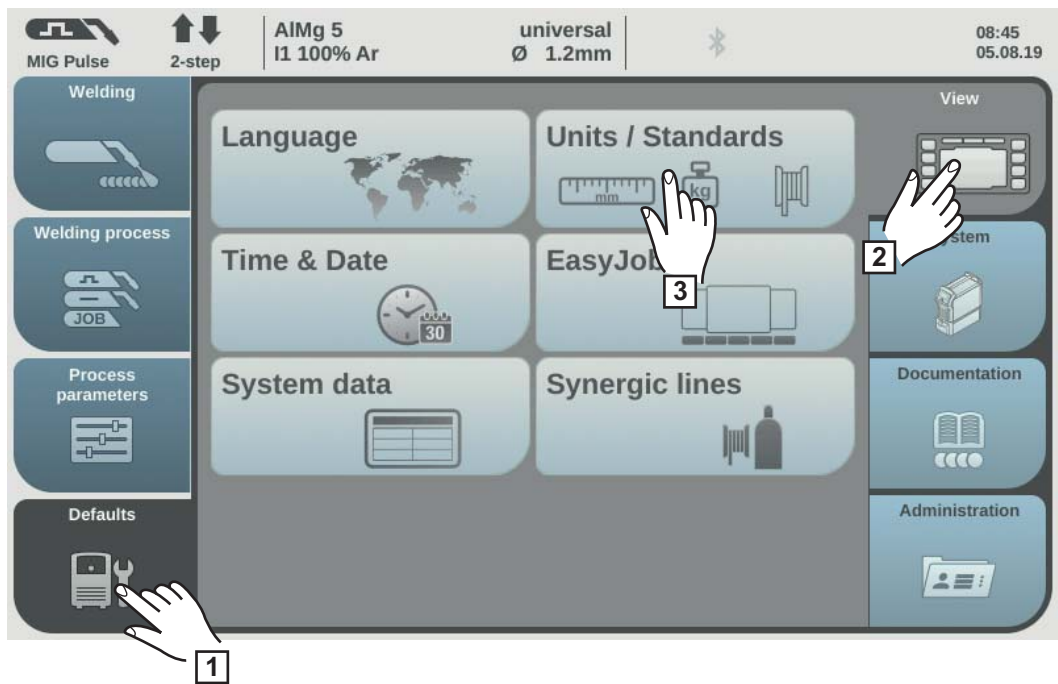 MIG Pulse
2-step
AlMg 5
I1 100% Ar
universal
Ø 1.2mm
08:45
05.08.19
Welding
Welding process
JOB
Process
parameters
Defaults
Language
Units / Standards
mm
kg
Time & Date
30
EasyJob
System data
Synergic lines
View
System
Documentation
Administration
1
2
3